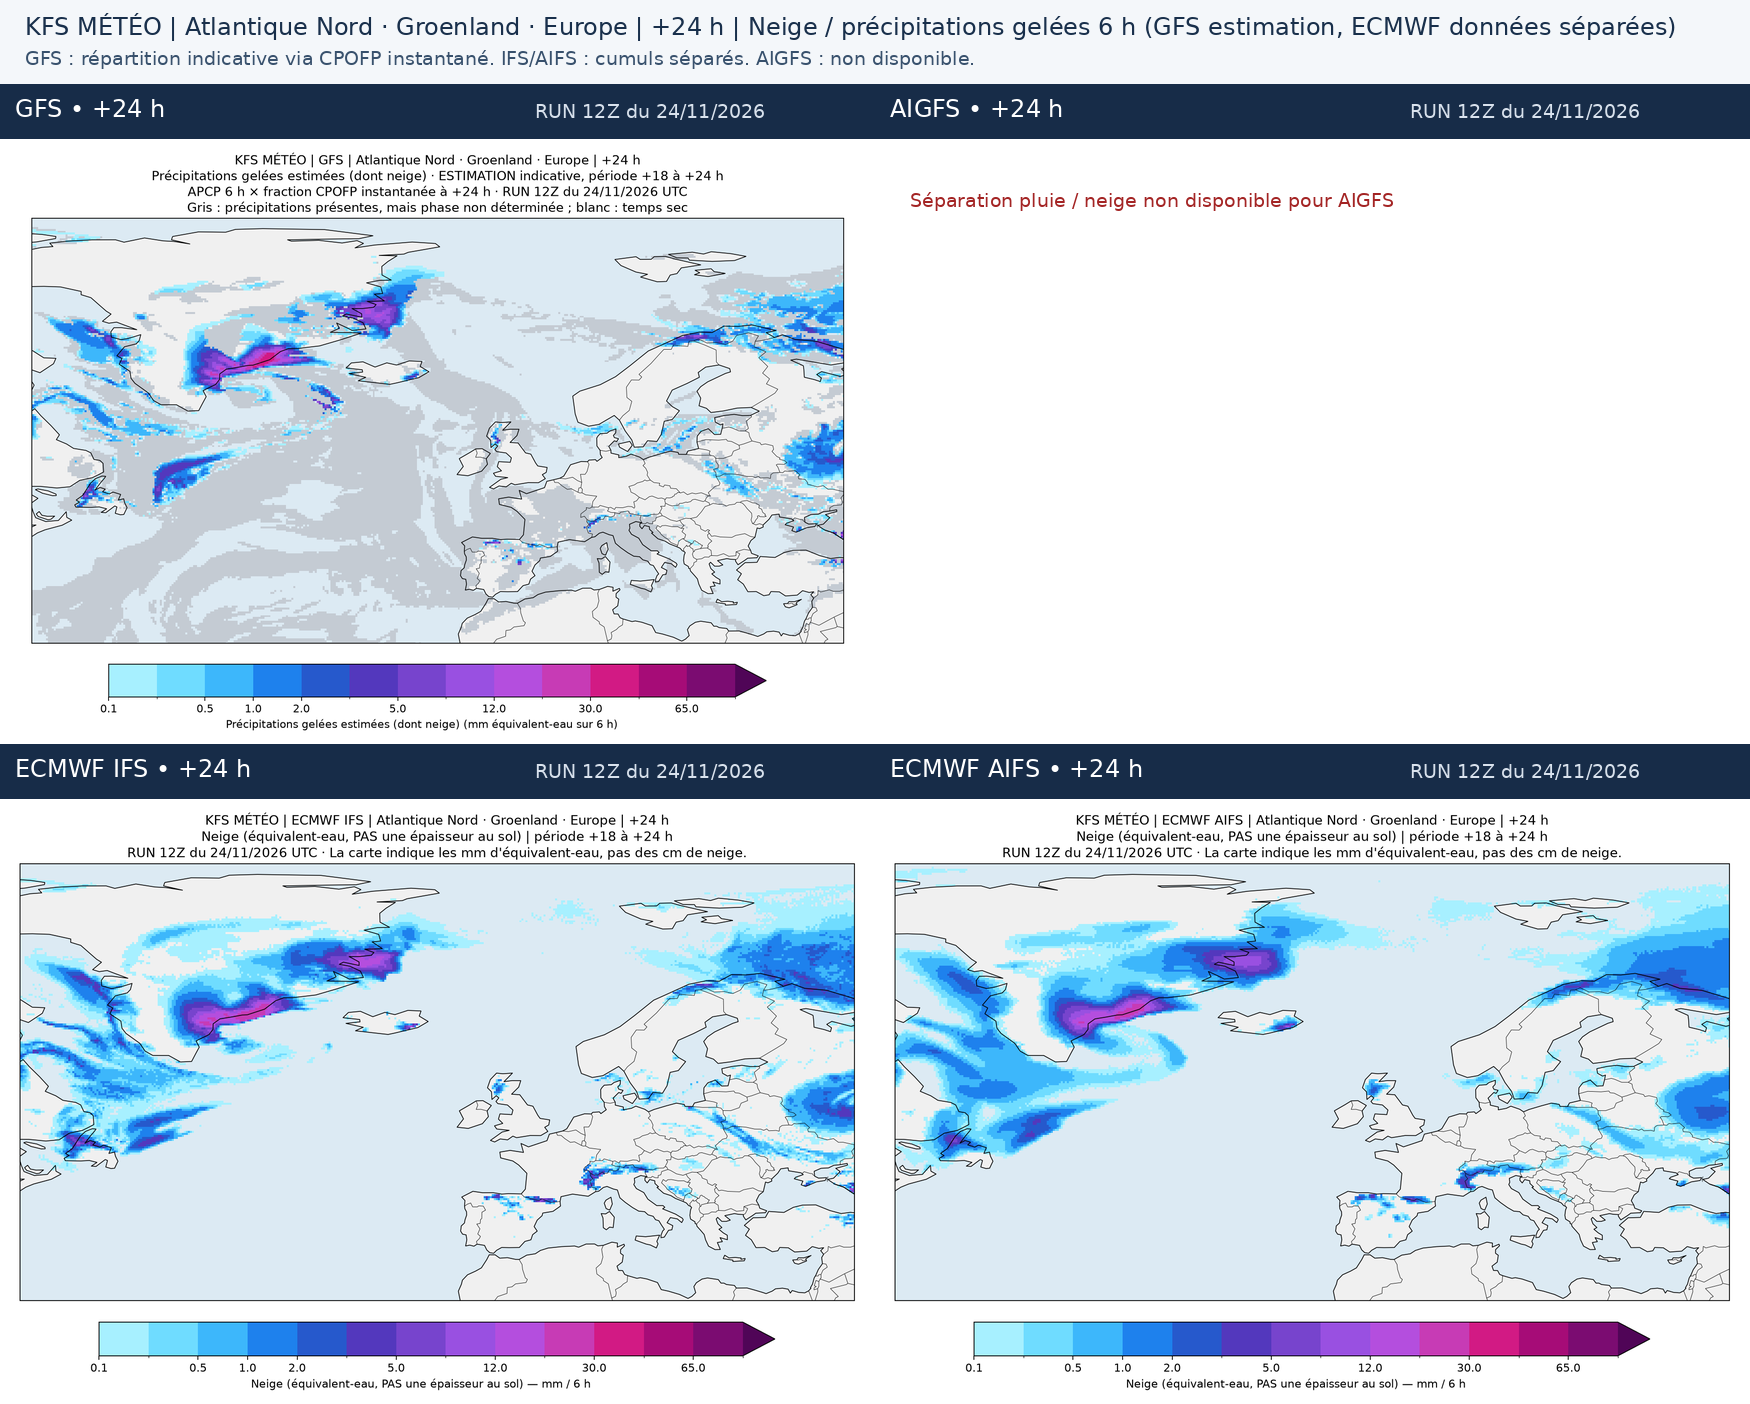 KFS MÉTÉO | Atlantique Nord · Groenland · Europe | +24 h | Neige / précipitations gelées 6 h (GFS estimation, ECMWF données séparées)
GFS : répartition indicative via CPOFP instantané. IFS/AIFS : cumuls séparés. AIGFS : non disponible.
GFS • +24 h
RUN 12Z du 24/11/2026
KFS MÉTÉO | GFS | Atlantique Nord · Groenland · Europe | +24 h
Précipitations gelées estimées (dont neige) · ESTIMATION indicative, période +18 à +24 h
APCP 6 h × fraction CPOFP instantanée à +24 h · RUN 12Z du 24/11/2026 UTC
Gris : précipitations présentes, mais phase non déterminée ; blanc : temps sec
0.1 0.5 1.0 2.0 5.0 12.0 30.0 65.0
Précipitations gelées estimées (dont neige) (mm équivalent-eau sur 6 h)
AIGFS • +24 h
RUN 12Z du 24/11/2026
Séparation pluie / neige non disponible pour AIGFS
ECMWF IFS • +24 h
RUN 12Z du 24/11/2026
KFS MÉTÉO | ECMWF IFS | Atlantique Nord · Groenland · Europe | +24 h
Neige (équivalent-eau, PAS une épaisseur au sol) | période +18 à +24 h
RUN 12Z du 24/11/2026 UTC · La carte indique les mm d'équivalent-eau, pas des cm de neige.
0.1 0.5 1.0 2.0 5.0 12.0 30.0 65.0
Neige (équivalent-eau, PAS une épaisseur au sol) — mm / 6 h
ECMWF AIFS • +24 h
RUN 12Z du 24/11/2026
KFS MÉTÉO | ECMWF AIFS | Atlantique Nord · Groenland · Europe | +24 h
Neige (équivalent-eau, PAS une épaisseur au sol) | période +18 à +24 h
RUN 12Z du 24/11/2026 UTC · La carte indique les mm d'équivalent-eau, pas des cm de neige.
0.1 0.5 1.0 2.0 5.0 12.0 30.0 65.0
Neige (équivalent-eau, PAS une épaisseur au sol) — mm / 6 h